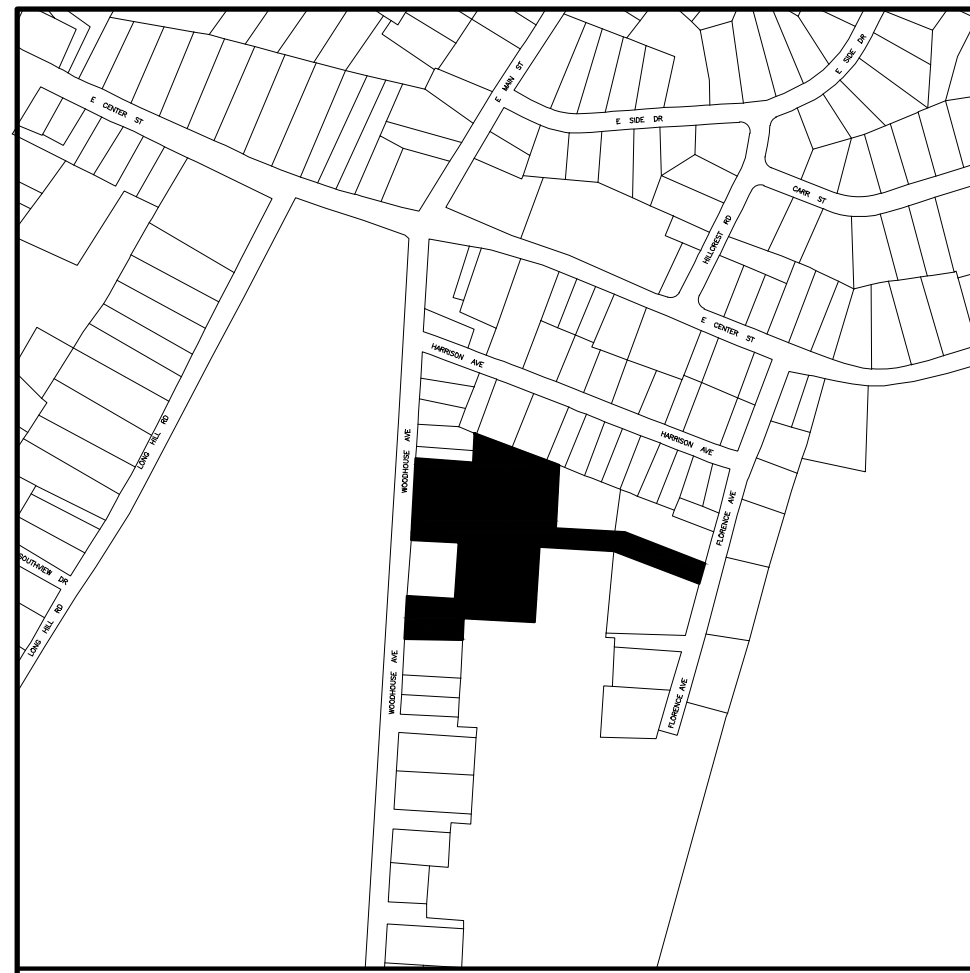 E MAIN ST
E SIDE DR
E CENTER ST
E SIDE DR
CARR ST
HILLCREST RD
E CENTER ST
HARRISON AVE
HARRISON AVE
LONG HILL RD
WOODHOUSE AVE
FLORENCE AVE
SOUTHVIEW DR
LONG HILL RD
WOODHOUSE AVE
FLORENCE AVE